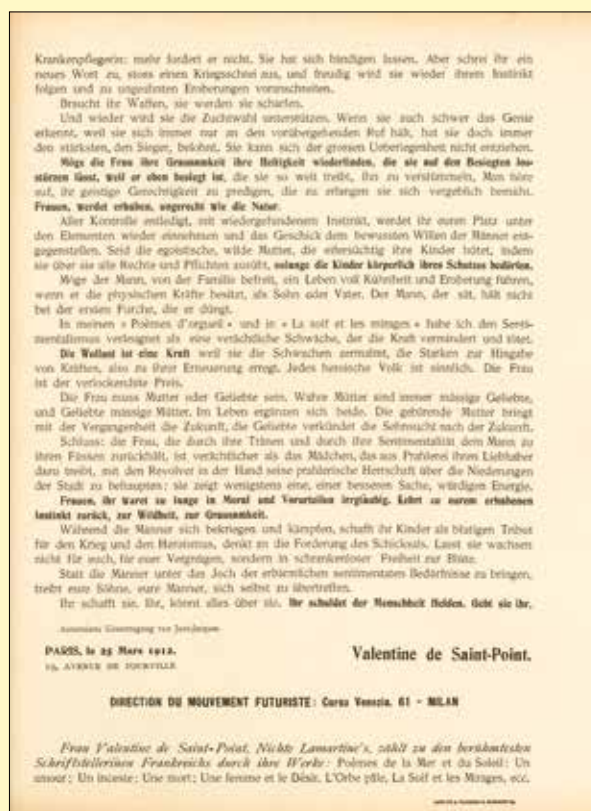 Krankenpflegerin: mehr fordert er nicht. Sie hat sich bändigen lassen. Aber schrei ihr ein
neues Wort zu, stoss einen Kriegsschrei aus, und freudig wird sie wieder ihrem Instinkt
folgen und zu ungeahnten Eroberungen voranschreiten.
Braucht ihr Waffen, sie werden sie schärfen.
Und wieder wird sie die Zuchtwahl unterstützen. Wenn sie auch schwer das Genie
erkennt, weil sie sich immer nur an den vorübergehenden Ruf hält, hat sie doch immer
den stärksten, den Sieger, belohnt. Sie kann sich der grossen Ueberlegenheit nicht entziehen.
Möge die Frau ihre Grausamkeit ihre Heftigkeit wiederfinden, die sie auf den Besiegten los-
stürzen lässt, weil er eben besiegt ist, die sie so weit treibt, ihn zu verstümmeln. Man höre
auf, ihr geistige Gerechtigkeit zu predigen, die zu erlangen sie sich vergeblich bemüht.
Frauen, werdet erhaben, ungerecht wie die Natur.
Aller Kontrolle entledigt, mit wiedergefundenem Instinkt, werdet ihr euren Platz unter
den Elementen wieder einnehmen und das Geschick dem bewussten Willen der Männer ent-
gegenstellen. Seid die egoistische, wilde Mutter, die eifersüchtig ihre Kinder hütet, indem
sie über sie alle Rechte und Pflichten ausübt, solange die Kinder körperlich ihres Schutzes bedürfen.
Möge der Mann, von der Familie befreit, ein Leben voll Kühnheit und Eroberung führen,
wenn er die physischen Kräfte besitzt, als Sohn oder Vater. Der Mann, der sät, hält nicht
bei der ersten Furche, die er düngt.
In meinen »Poèmes d'orgueil« und in »La soif et les mirages« habe ich den Senti-
mentalismus verleugnet als eine verächtliche Schwäche, der die Kraft vermindert und tötet.
Die Wollust ist eine Kraft weil sie die Schwachen zermalmt, die Starken zur Hingabe
von Kräften, also zu ihrer Erneuerung erregt. Jedes heroische Volk ist sinnlich. Die Frau
ist der verlockendste Preis.
Die Frau muss Mutter oder Geliebte sein. Wahre Mütter sind immer mässige Geliebte,
und Geliebte mässige Mütter. Im Leben ergänzen sich beide. Die gebärende Mutter bringt
mit der Vergangenheit die Zukunft, die Geliebte verkündet die Sehnsucht nach der Zukunft.
Schluss: die Frau, die durch ihre Tränen und durch ihre Sentimentalität dem Mann zu
ihren Füssen zurückhält, ist verächtlicher als das Mädchen, das aus Prahlerei ihren Liebhaber
dazu treibt, mit den Revolver in der Hand seine prahlerische Herrschaft über die Niederungen
der Stadt zu behaupten: sie zeigt wenigstens eine, einer besseren Sache, würdigen Energie.
Frauen, ihr waret zu lange in Moral und Vorurteilen irrgläubig. Kehrt zu eurem erhabenen
Instinkt zurück, zur Wildheit, zur Grausamkeit.
Während die Männer sich bekriegen und kämpfen, schafft ihr Kinder als blutigen Tribut
für den Krieg und den Heroismus, denkt an die Forderung des Schicksals. Lasst sie wachsen
nicht für euch, für euer Vergnügen, sondern in schrankenloser Freiheit zur Blüte.
Statt die Männer unter das Joch der erbärmlichen sentimentalen Bedürfnisse zu bringen,
treibt eure Söhne, eure Männer, sich selbst zu übertreffen.
Ihr schafft sie. Ihr, könnt alles über sie. Ihr schuldet der Menschheit Helden. Gebt sie ihr.
Autorisierte Übertragung von Jean-Jacques
PARIS, le 25 Mars 1912.
19, AVENUE DE TOURVILLE
Valentine de Saint-Point.
DIRECTION DU MOUVEMENT FUTURISTE: Corso Venezia, 61 - MILAN
Frau Valentine de Saint-Point, Nichte Lamartine's, zählt zu den berühmtesten
Schriftstellerinen Frankreichs durch ihre Werke: Poèmes de la Mer et du Soleil: Un
amour; Un inceste; Une mort; Une femme et le Désir. L'Orbe pâle, La Soif et les Mirages, ecc.